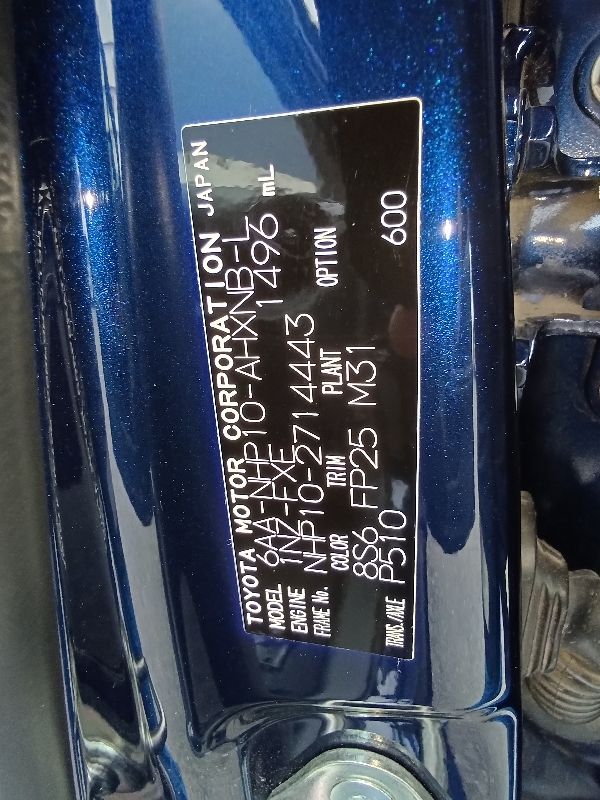 TOYOTA MOTOR CORPORATION JAPAN
MODEL 6AA-NHP10-AHXNB-L
ENGINE 1NZ-FXE 1496 mL
FRAME No. NHP10-2714443
COLOR TRIM PLANT OPTION
8S6 FP25 M31
TRANS./AXLE P510 600